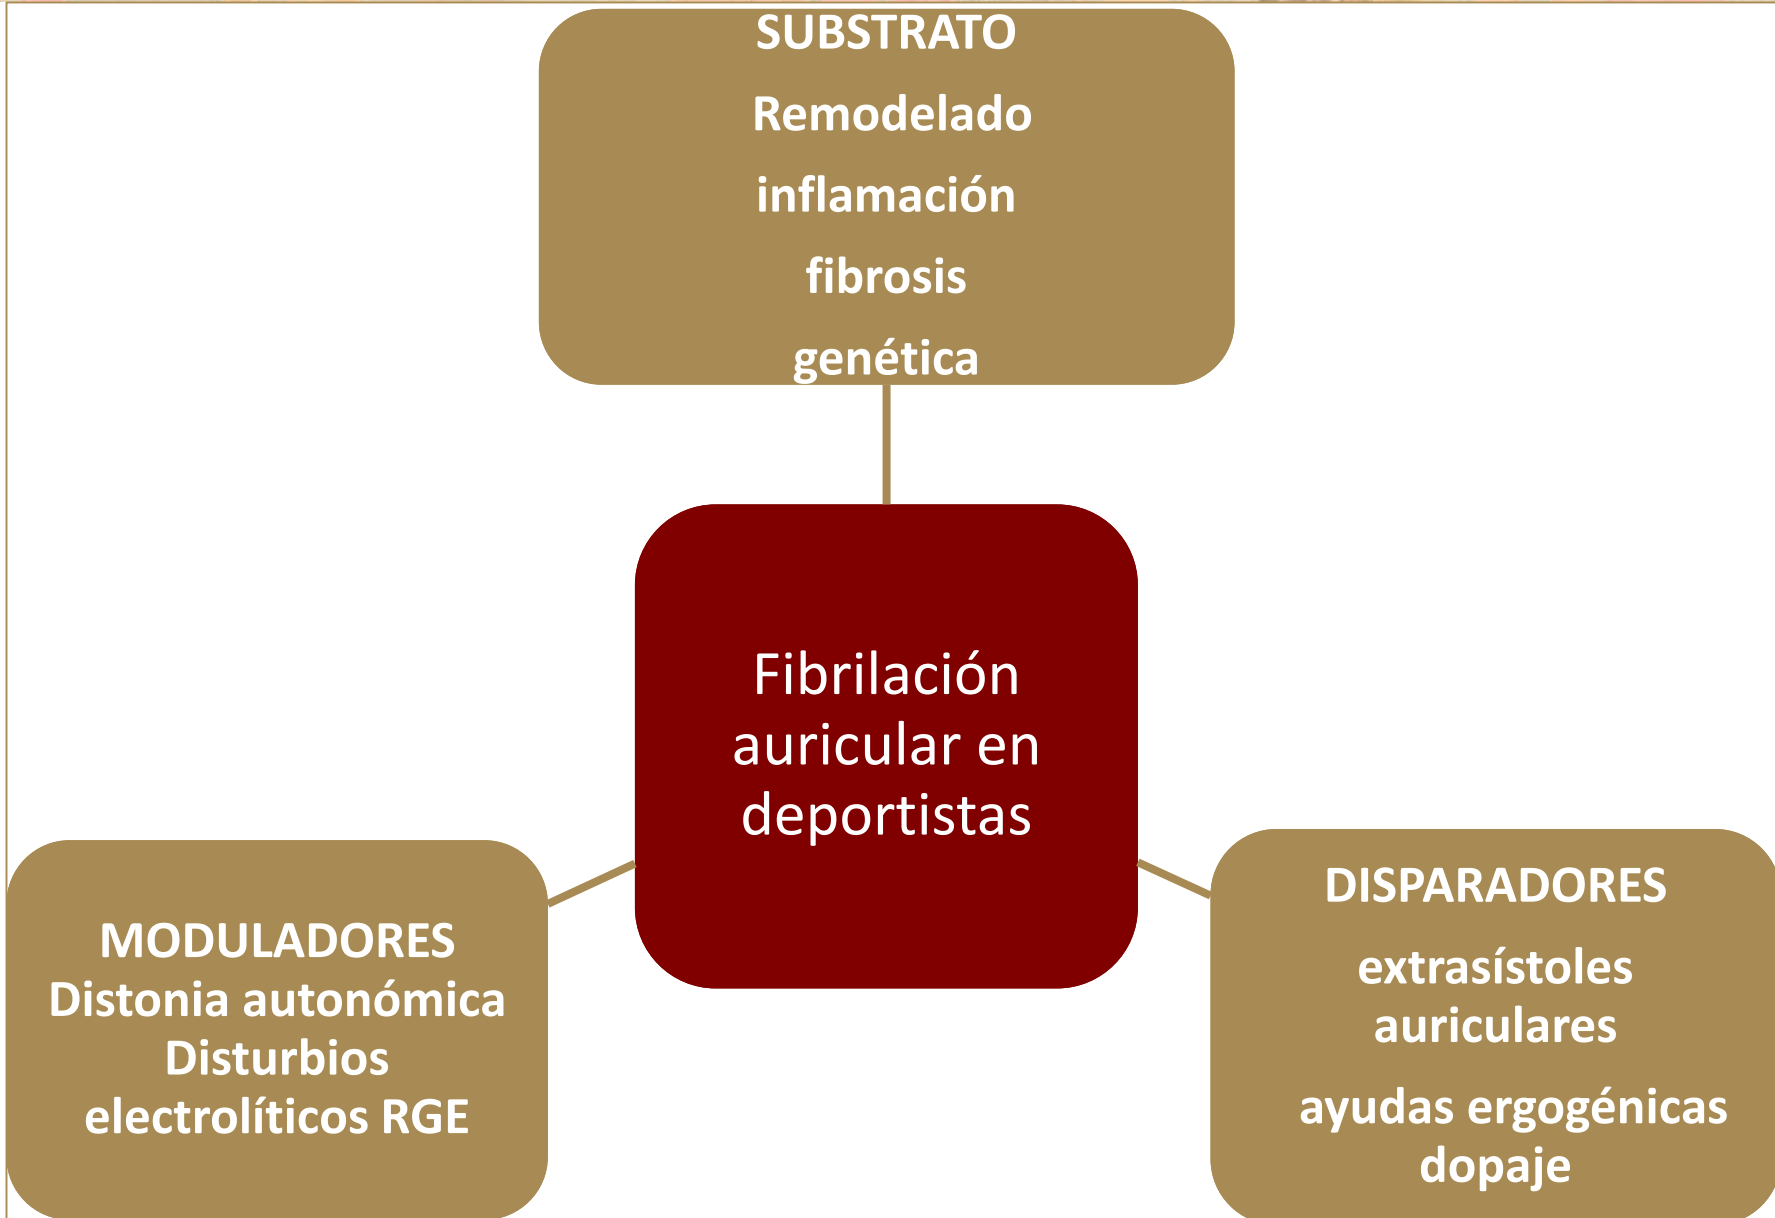 SUBSTRATO
Remodelado
inflamación
fibrosis
genética
Fibrilación
auricular en
deportistas
MODULADORES
Distonia autonómica
Disturbios
electrolíticos RGE
DISPARADORES
extrasístoles
auriculares
ayudas ergogénicas
dopaje